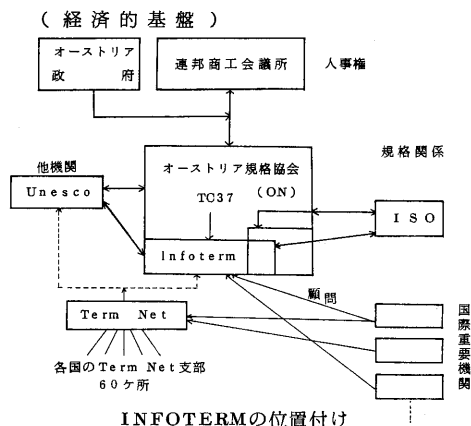 (経済的基盤)
オーストリア
政府
連邦商工会議所
人事権
他機関
Unesco
オーストリア規格協会
(ON)
TC37
Infoterm
規格関係
ISO
顧問
Term Net
国際重要機関
各国のTerm Net支部
60ケ所
INFOTERMの位置付け